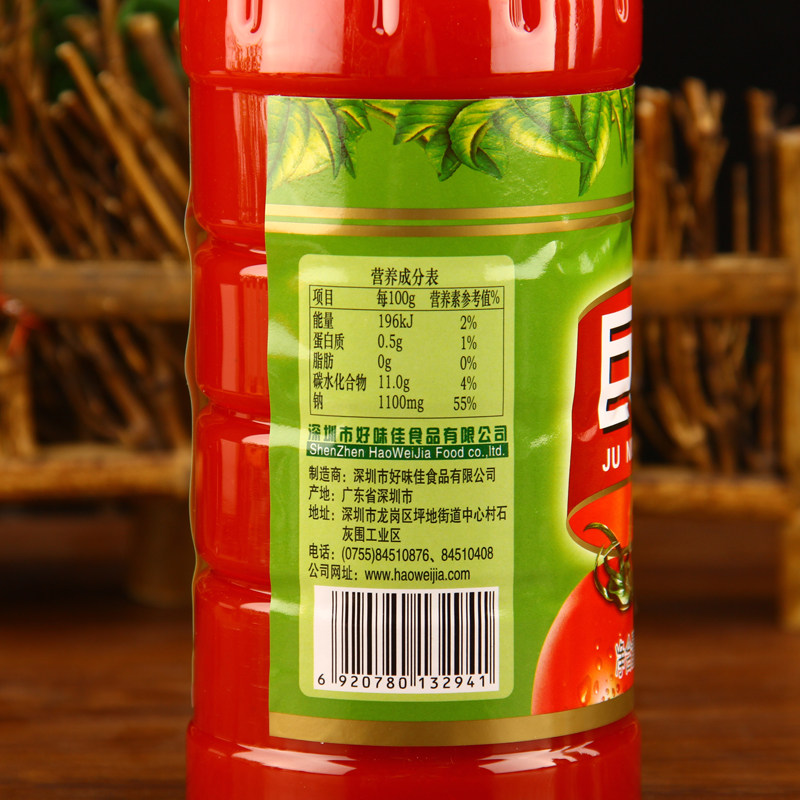 营养成分表
项目 每100g 营养素参考值%
能量 196kJ 2%
蛋白质 0.5g 1%
脂肪 0g 0%
碳水化合物 11.0g 4%
钠 1100mg 55%
深圳市好味佳食品有限公司
ShenZhen HaoWeiJia Food co.,ltd.
制造商：深圳市好味佳食品有限公司
产地：广东省深圳市
地址：深圳市龙岗区坪地街道中心村石
灰围工业区
电话：(0755)84510876、84510408
公司网址：www.haoweijia.com
6 920780 132941
JU